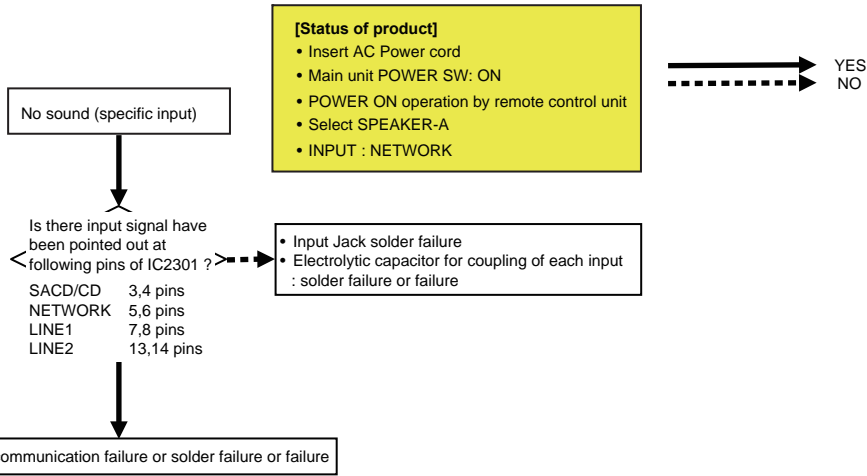 [Status of product]
• Insert AC Power cord
• Main unit POWER SW: ON
• POWER ON operation by remote control unit
• Select SPEAKER-A
• INPUT : NETWORK
YES
NO
No sound (specific input)
Is there input signal have
been pointed out at
following pins of IC2301 ?
SACD/CD 3,4 pins
NETWORK 5,6 pins
LINE1 7,8 pins
LINE2 13,14 pins
• Input Jack solder failure
• Electrolytic capacitor for coupling of each input
: solder failure or failure
ommunication failure or solder failure or failure